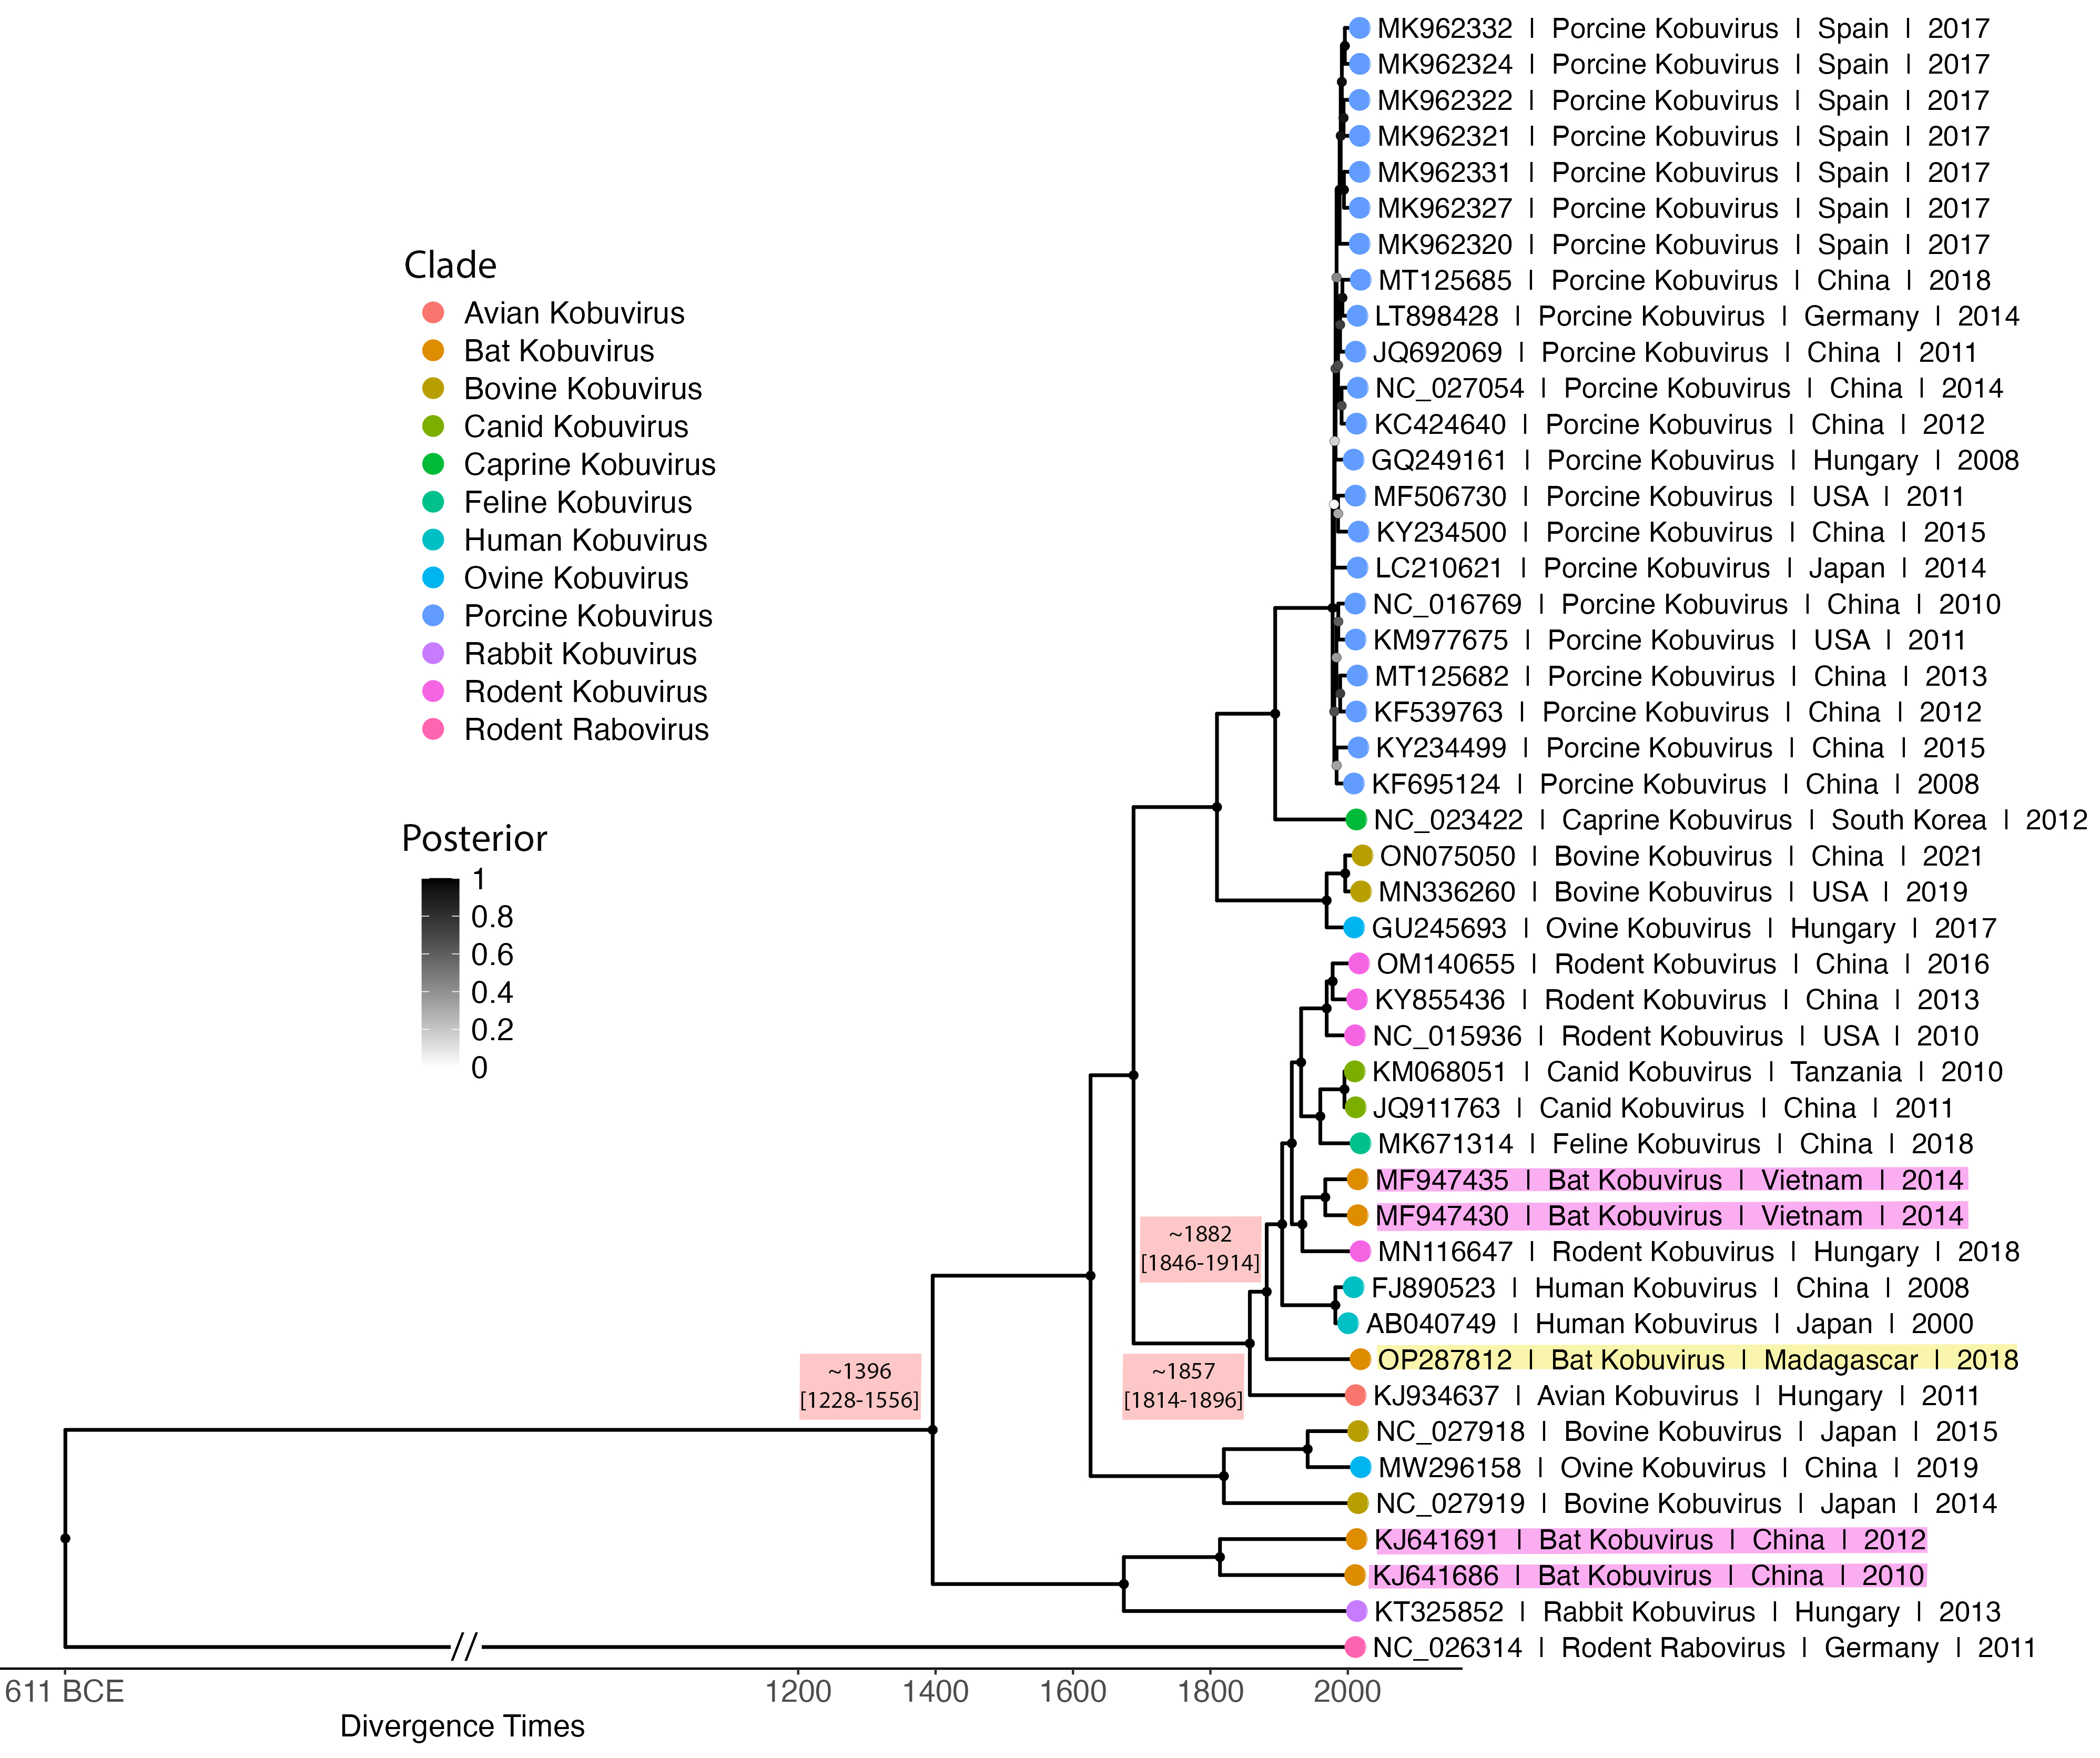 MK962332 | Porcine Kobuvirus | Spain | 2017
MK962324 | Porcine Kobuvirus | Spain | 2017
MK962322 | Porcine Kobuvirus | Spain | 2017
MK962321 | Porcine Kobuvirus | Spain | 2017
MK962331 | Porcine Kobuvirus | Spain | 2017
MK962327 | Porcine Kobuvirus | Spain | 2017
MK962320 | Porcine Kobuvirus | Spain | 2017
MT125685 | Porcine Kobuvirus | China | 2018
LT898428 | Porcine Kobuvirus | Germany | 2014
JQ692069 | Porcine Kobuvirus | China | 2011
NC_027054 | Porcine Kobuvirus | China | 2014
KC424640 | Porcine Kobuvirus | China | 2012
GQ249161 | Porcine Kobuvirus | Hungary | 2008
MF506730 | Porcine Kobuvirus | USA | 2011
KY234500 | Porcine Kobuvirus | China | 2015
LC210621 | Porcine Kobuvirus | Japan | 2014
NC_016769 | Porcine Kobuvirus | China | 2010
KM977675 | Porcine Kobuvirus | USA | 2011
MT125682 | Porcine Kobuvirus | China | 2013
KF539763 | Porcine Kobuvirus | China | 2012
KY234499 | Porcine Kobuvirus | China | 2015
KF695124 | Porcine Kobuvirus | China | 2008
NC_023422 | Caprine Kobuvirus | South Korea | 2012
ON075050 | Bovine Kobuvirus | China | 2021
MN336260 | Bovine Kobuvirus | USA | 2019
GU245693 | Ovine Kobuvirus | Hungary | 2017
OM140655 | Rodent Kobuvirus | China | 2016
KY855436 | Rodent Kobuvirus | China | 2013
NC_015936 | Rodent Kobuvirus | USA | 2010
KM068051 | Canid Kobuvirus | Tanzania | 2010
JQ911763 | Canid Kobuvirus | China | 2011
MK671314 | Feline Kobuvirus | China | 2018
MF947435 | Bat Kobuvirus | Vietnam | 2014
MF947430 | Bat Kobuvirus | Vietnam | 2014
MN116647 | Rodent Kobuvirus | Hungary | 2018
FJ890523 | Human Kobuvirus | China | 2008
AB040749 | Human Kobuvirus | Japan | 2000
OP287812 | Bat Kobuvirus | Madagascar | 2018
KJ934637 | Avian Kobuvirus | Hungary | 2011
NC_027918 | Bovine Kobuvirus | Japan | 2015
MW296158 | Ovine Kobuvirus | China | 2019
NC_027919 | Bovine Kobuvirus | Japan | 2014
KJ641691 | Bat Kobuvirus | China | 2012
KJ641686 | Bat Kobuvirus | China | 2010
KT325852 | Rabbit Kobuvirus | Hungary | 2013
NC_026314 | Rodent Rabovirus | Germany | 2011
Clade
Avian Kobuvirus
Bat Kobuvirus
Bovine Kobuvirus
Canid Kobuvirus
Caprine Kobuvirus
Feline Kobuvirus
Human Kobuvirus
Ovine Kobuvirus
Porcine Kobuvirus
Rabbit Kobuvirus
Rodent Kobuvirus
Rodent Rabovirus
Posterior
1
0.8
0.6
0.4
0.2
0
~1882
[1846-1914]
~1857
[1814-1896]
~1396
[1228-1556]
//
611 BCE 1200 1400 1600 1800 2000
Divergence Times